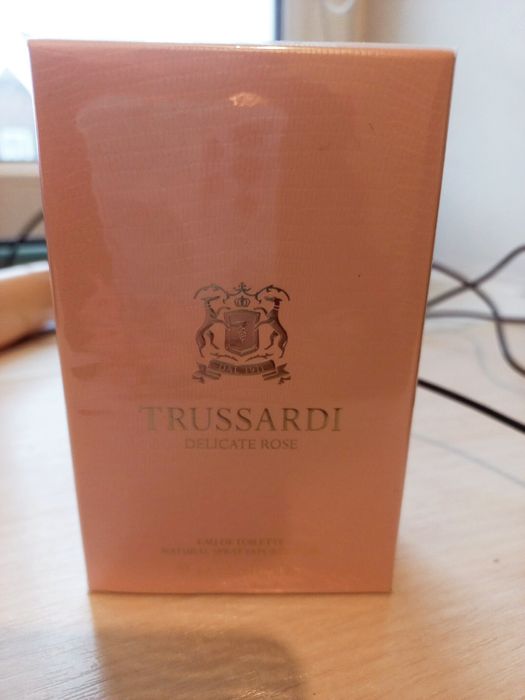 DAL 1911
TRUSSARDI
DELICATE ROSE
EAU DE TOILETTE
NATURAL SPRAY